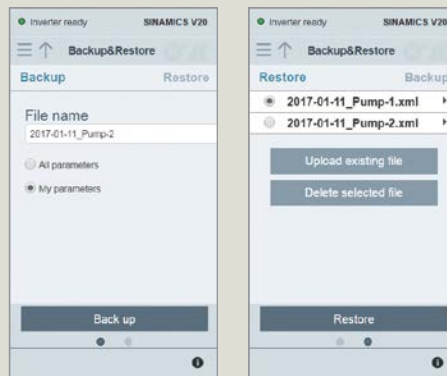 Inverter ready SINAMICS V20
Backup&Restore
Backup Restore
File name
2017-01-11_Pump-2
All parameters
My parameters
Back up
Inverter ready SINAMICS V20
Backup&Restore
Restore Backup
2017-01-11_Pump-1.xml
2017-01-11_Pump-2.xml
Upload existing file
Delete selected file
Restore